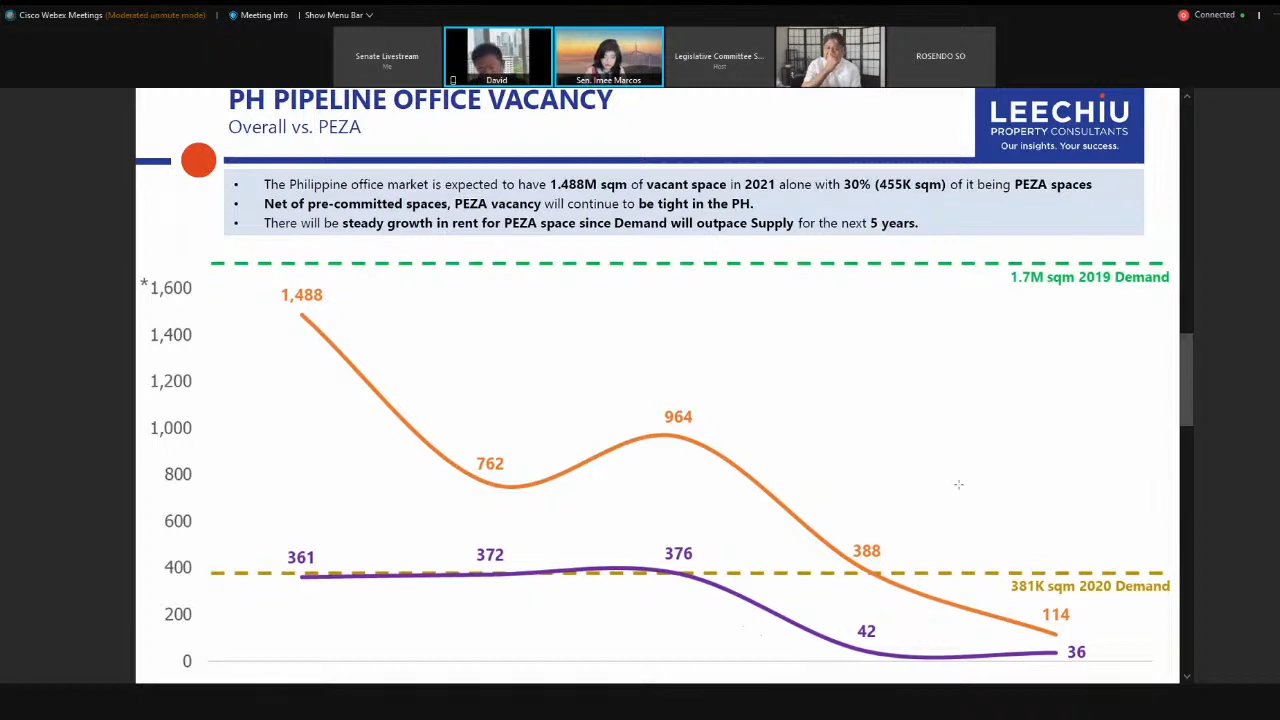 Cisco Webex Meetings (Moderated unmute mode) | Meeting Info | Show Menu Bar
Connected
Senate Livestream
Me
David
Sen. Imee Marcos
Legislative Committee S...
Host
ROSENDO SO
PH PIPELINE OFFICE VACANCY
Overall vs. PEZA
LEECHIU
PROPERTY CONSULTANTS
Our insights. Your success.
• The Philippine office market is expected to have 1.488M sqm of vacant space in 2021 alone with 30% (455K sqm) of it being PEZA spaces
• Net of pre-committed spaces, PEZA vacancy will continue to be tight in the PH.
• There will be steady growth in rent for PEZA space since Demand will outpace Supply for the next 5 years.
1.7M sqm 2019 Demand
*1,600
1,488
1,400
1,200
1,000
964
800
762
600
400
361
372
376
388
381K sqm 2020 Demand
200
42
114
36
0